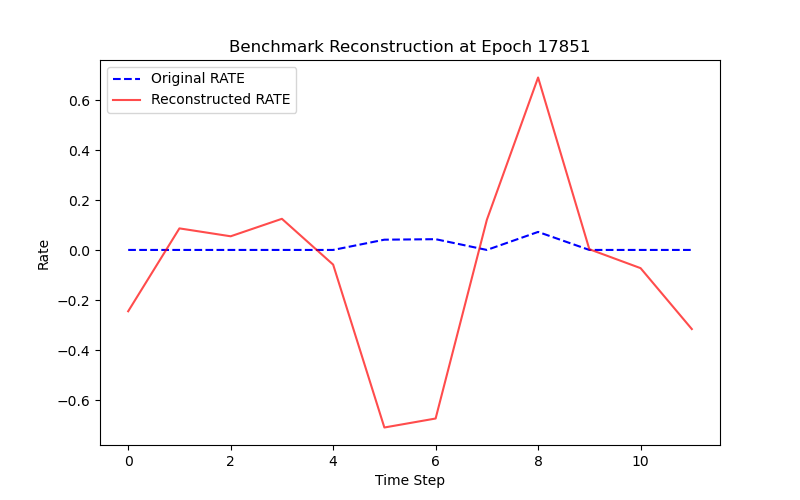 Benchmark Reconstruction at Epoch 17851
Original RATE
Reconstructed RATE
0.6
0.4
0.2
0.0
−0.2
−0.4
−0.6
Rate
0 2 4 6 8 10
Time Step